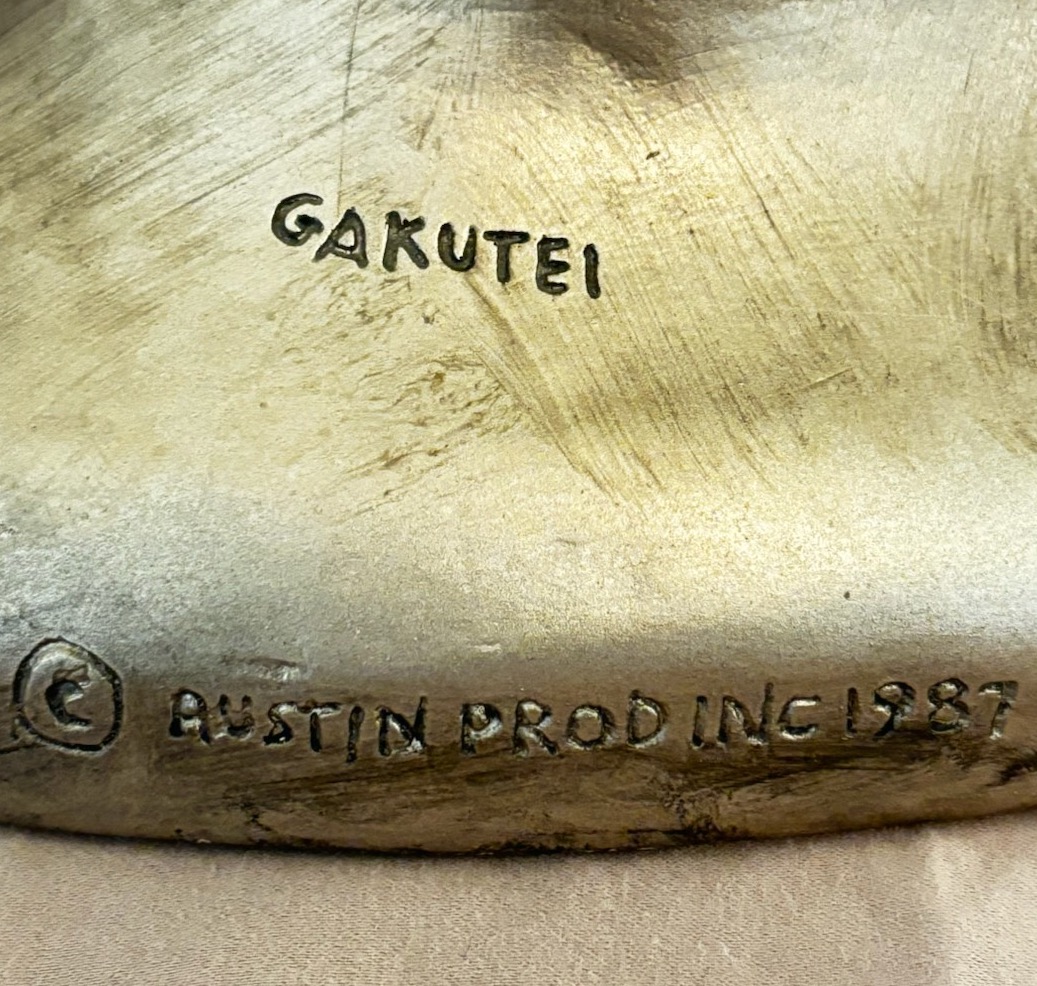 GAKUTEI
© AUSTIN PROD INC 1987